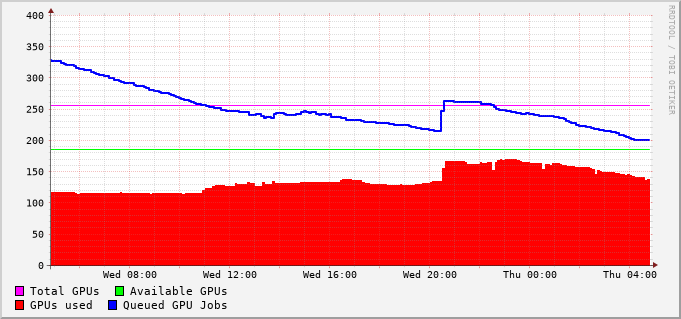 400
350
300
250
200
150
100
50
0
Wed 08:00 Wed 12:00 Wed 16:00 Wed 20:00 Thu 00:00 Thu 04:00
Total GPUs Available GPUs
GPUs used Queued GPU Jobs
RRDTOOL / TOBI OETIKER